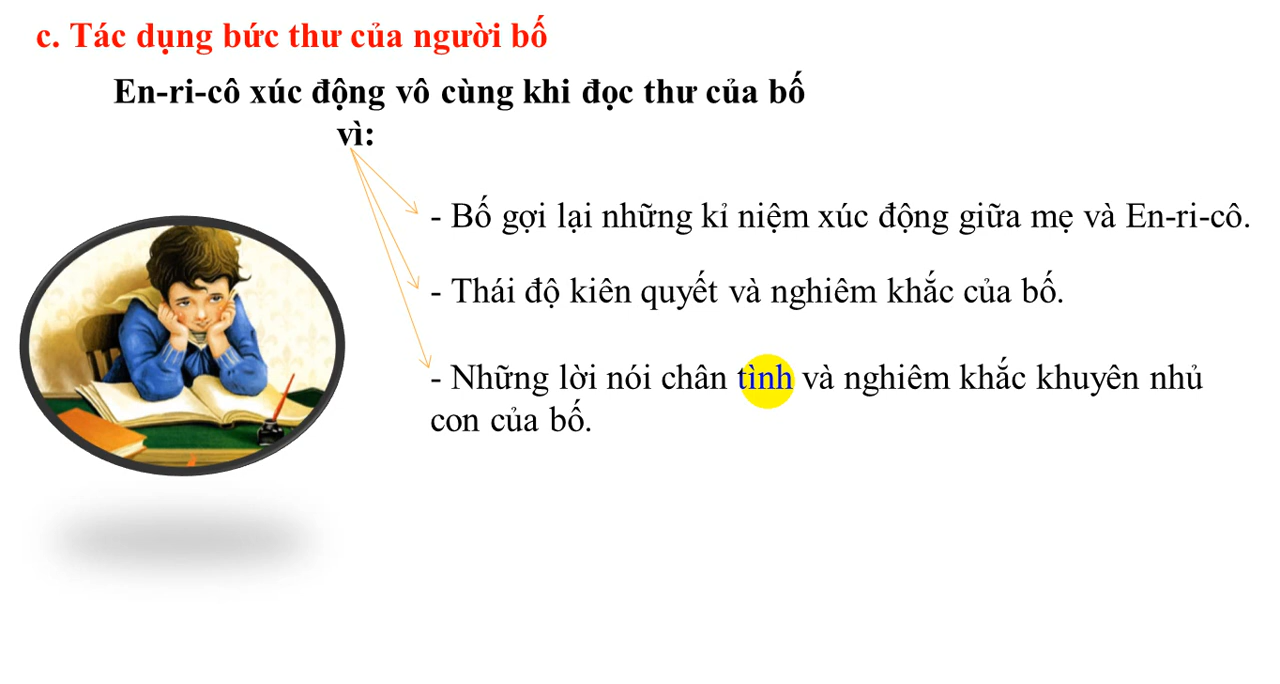 c. Tác dụng bức thư của người bố
En-ri-cô xúc động vô cùng khi đọc thư của bố
vì:
- Bố gợi lại những kỉ niệm xúc động giữa mẹ và En-ri-cô.
- Thái độ kiên quyết và nghiêm khắc của bố.
- Những lời nói chân tình và nghiêm khắc khuyên nhủ
con của bố.